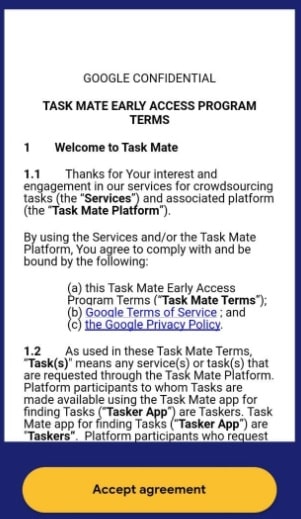 GOOGLE CONFIDENTIAL
TASK MATE EARLY ACCESS PROGRAM
TERMS
1 Welcome to Task Mate
1.1 Thanks for Your interest and
engagement in our services for crowdsourcing
tasks (the "Services") and associated platform
(the "Task Mate Platform").
By using the Services and/or the Task Mate
Platform, You agree to comply with and be
bound by the following:
(a) this Task Mate Early Access
Program Terms ("Task Mate Terms");
(b) Google Terms of Service ; and
(c) the Google Privacy Policy.
1.2 As used in these Task Mate Terms,
"Task(s)" means any service(s) or task(s) that
are requested through the Task Mate Platform.
Platform participants to whom Tasks are
made available using the Task Mate app for
finding Tasks ("Tasker App") are Taskers. Task
Mate app for finding Tasks ("Tasker App") are
"Taskers". Platform participants who request
Accept agreement